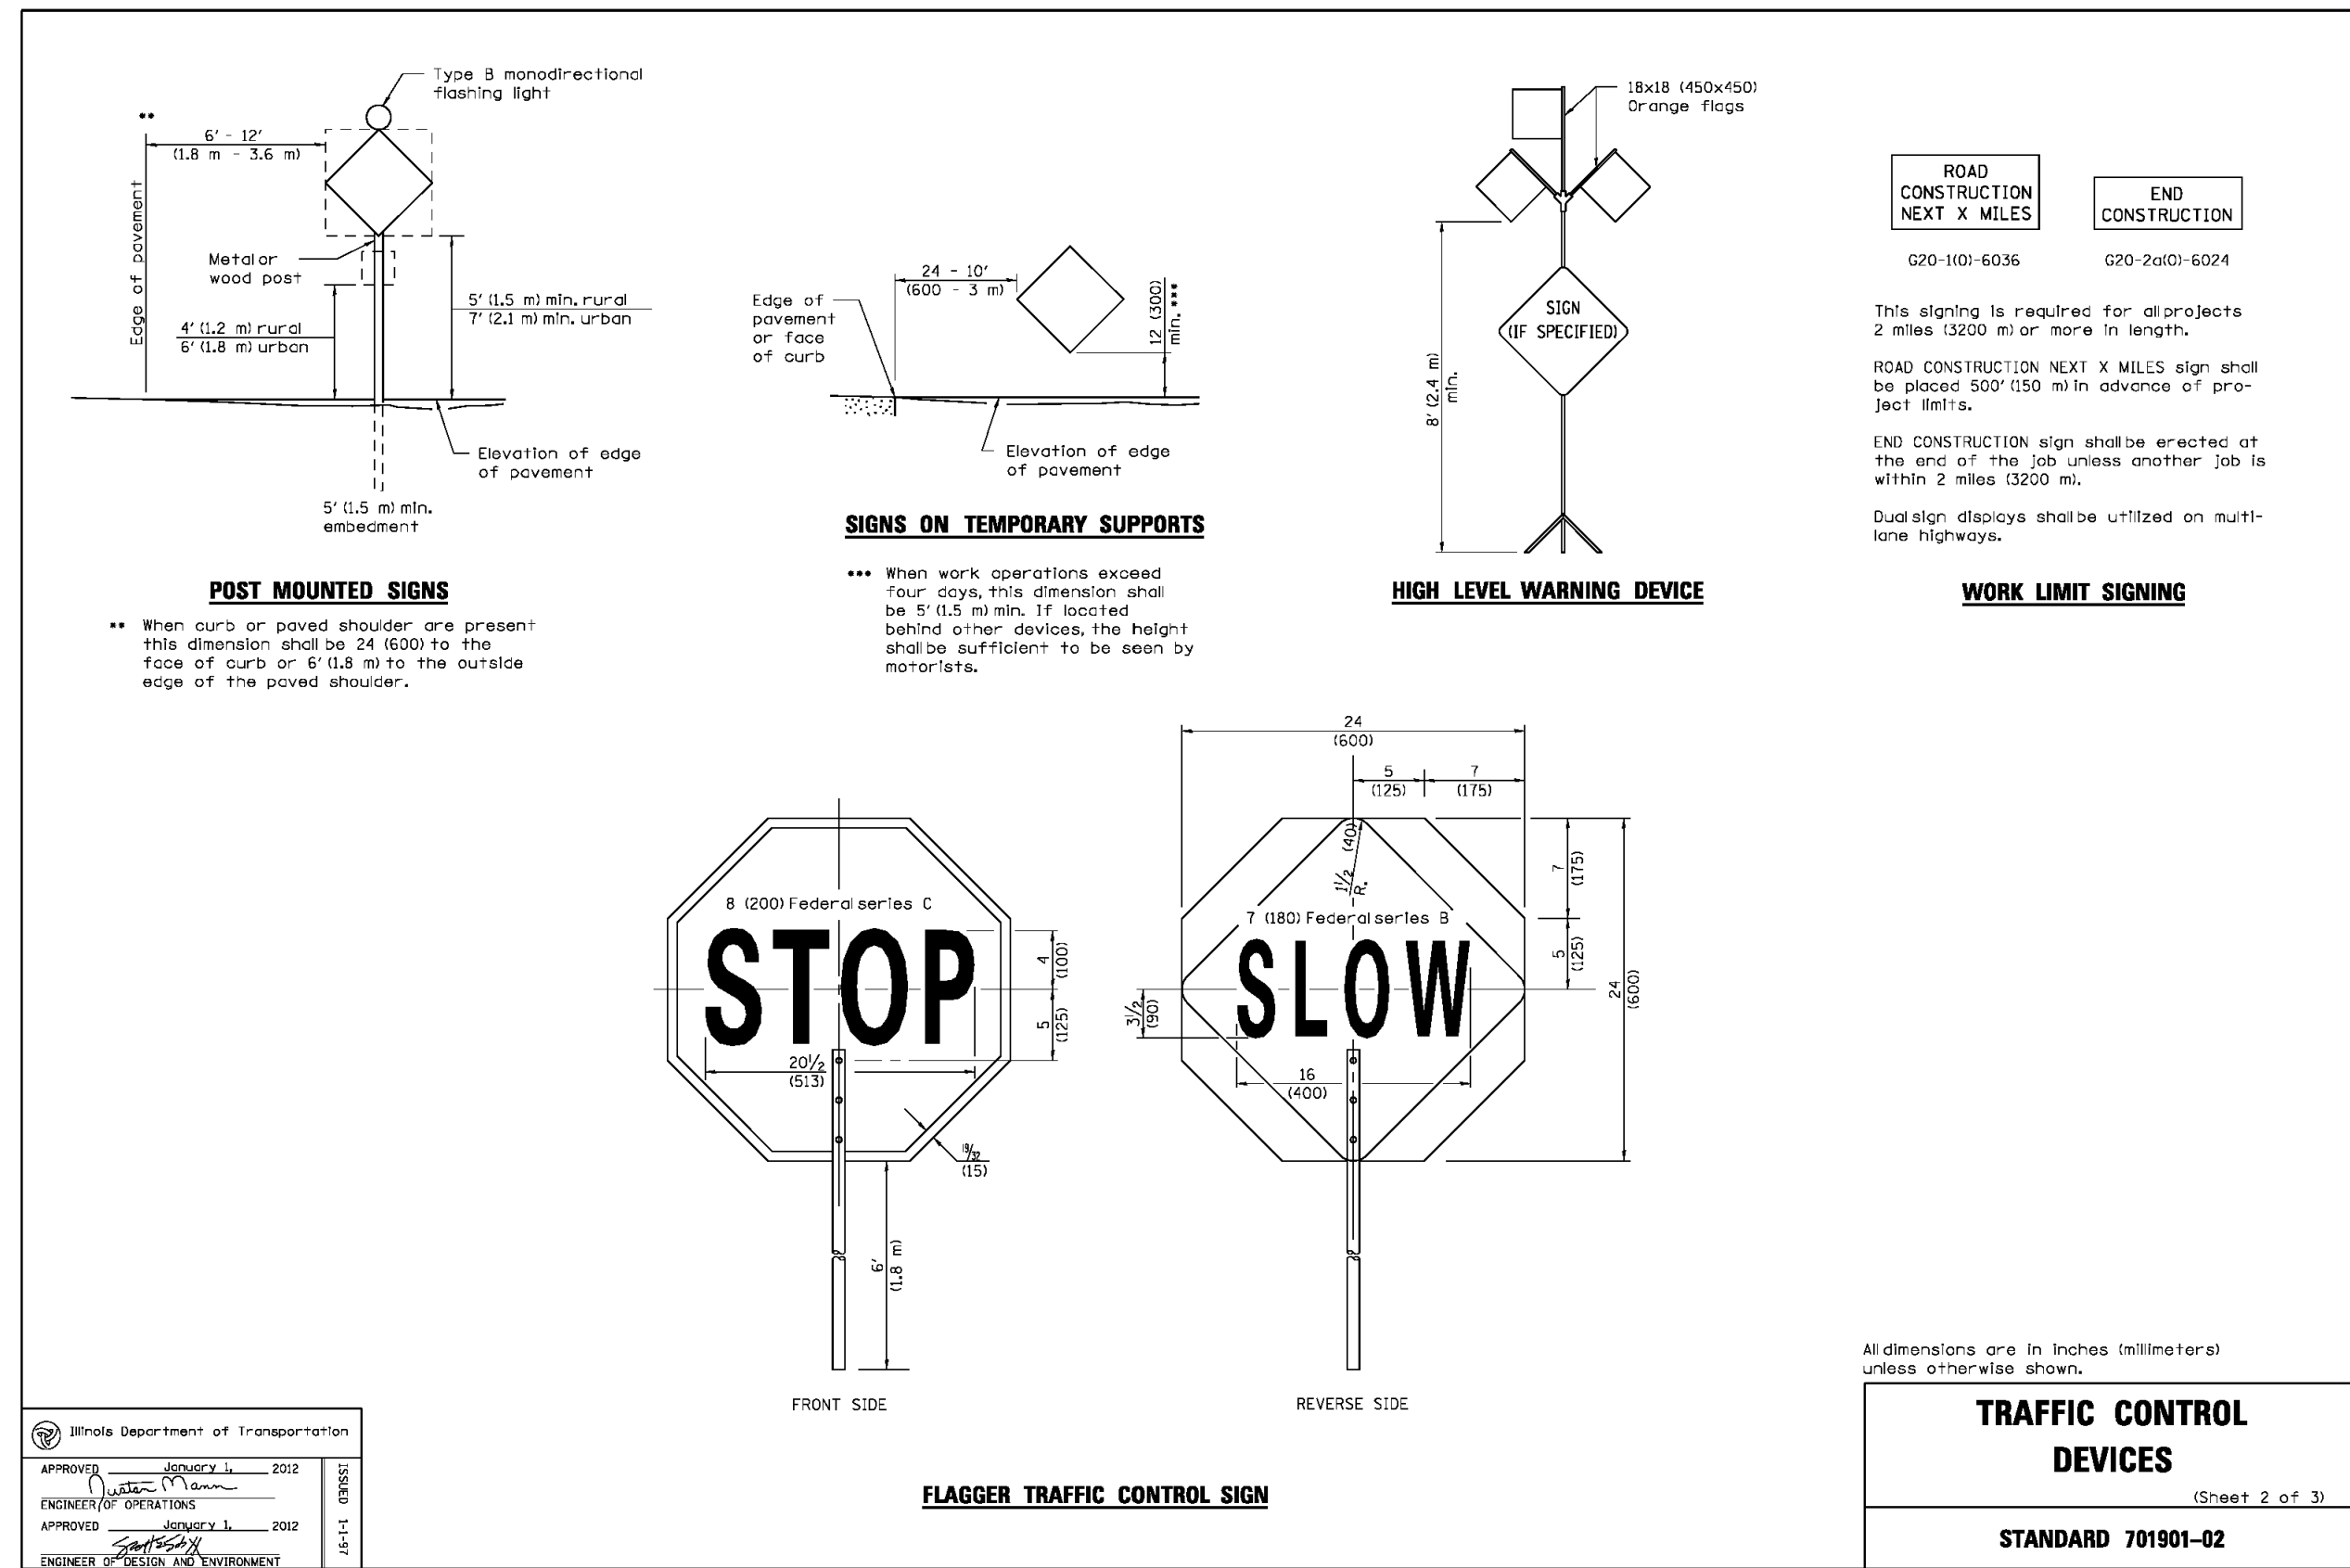 Type B monodirectional
flashing light
**
6' - 12'
(1.8 m - 3.6 m)
Edge of pavement
Metal or
wood post
4' (1.2 m) rural
6' (1.8 m) urban
5' (1.5 m) min. rural
7' (2.1 m) min. urban
Elevation of edge
of pavement
5' (1.5 m) min.
embedment
POST MOUNTED SIGNS
** When curb or paved shoulder are present
this dimension shall be 24 (600) to the
face of curb or 6' (1.8 m) to the outside
edge of the paved shoulder.
24 - 10'
(600 - 3 m)
Edge of
pavement
or face
of curb
12 (300)
min. ***
Elevation of edge
of pavement
SIGNS ON TEMPORARY SUPPORTS
*** When work operations exceed
four days, this dimension shall
be 5' (1.5 m) min. If located
behind other devices, the height
shall be sufficient to be seen by
motorists.
18x18 (450x450)
Orange flags
SIGN
(IF SPECIFIED)
8' (2.4 m)
min.
HIGH LEVEL WARNING DEVICE
ROAD
CONSTRUCTION
NEXT X MILES
G20-1(O)-6036
END
CONSTRUCTION
G20-2a(O)-6024
This signing is required for all projects
2 miles (3200 m) or more in length.
ROAD CONSTRUCTION NEXT X MILES sign shall
be placed 500' (150 m) in advance of pro-
ject limits.
END CONSTRUCTION sign shall be erected at
the end of the job unless another job is
within 2 miles (3200 m).
Dual sign displays shall be utilized on multi-
lane highways.
WORK LIMIT SIGNING
8 (200) Federal series C
STOP
4
(100)
5
(125)
20 1/2
(513)
19/32
(15)
6'
(1.8 m)
FRONT SIDE
24
(600)
5
(125)
7
(175)
1 1/2 (40)
R.
7 (180) Federal series B
SLOW
3 1/2
(90)
16
(400)
7
(175)
5
(125)
24
(600)
REVERSE SIDE
FLAGGER TRAFFIC CONTROL SIGN
All dimensions are in inches (millimeters)
unless otherwise shown.
TRAFFIC CONTROL
DEVICES
(Sheet 2 of 3)
STANDARD 701901-02
Illinois Department of Transportation
APPROVED January 1, 2012
ENGINEER OF OPERATIONS
APPROVED January 1, 2012
ENGINEER OF DESIGN AND ENVIRONMENT
ISSUED 1-1-97